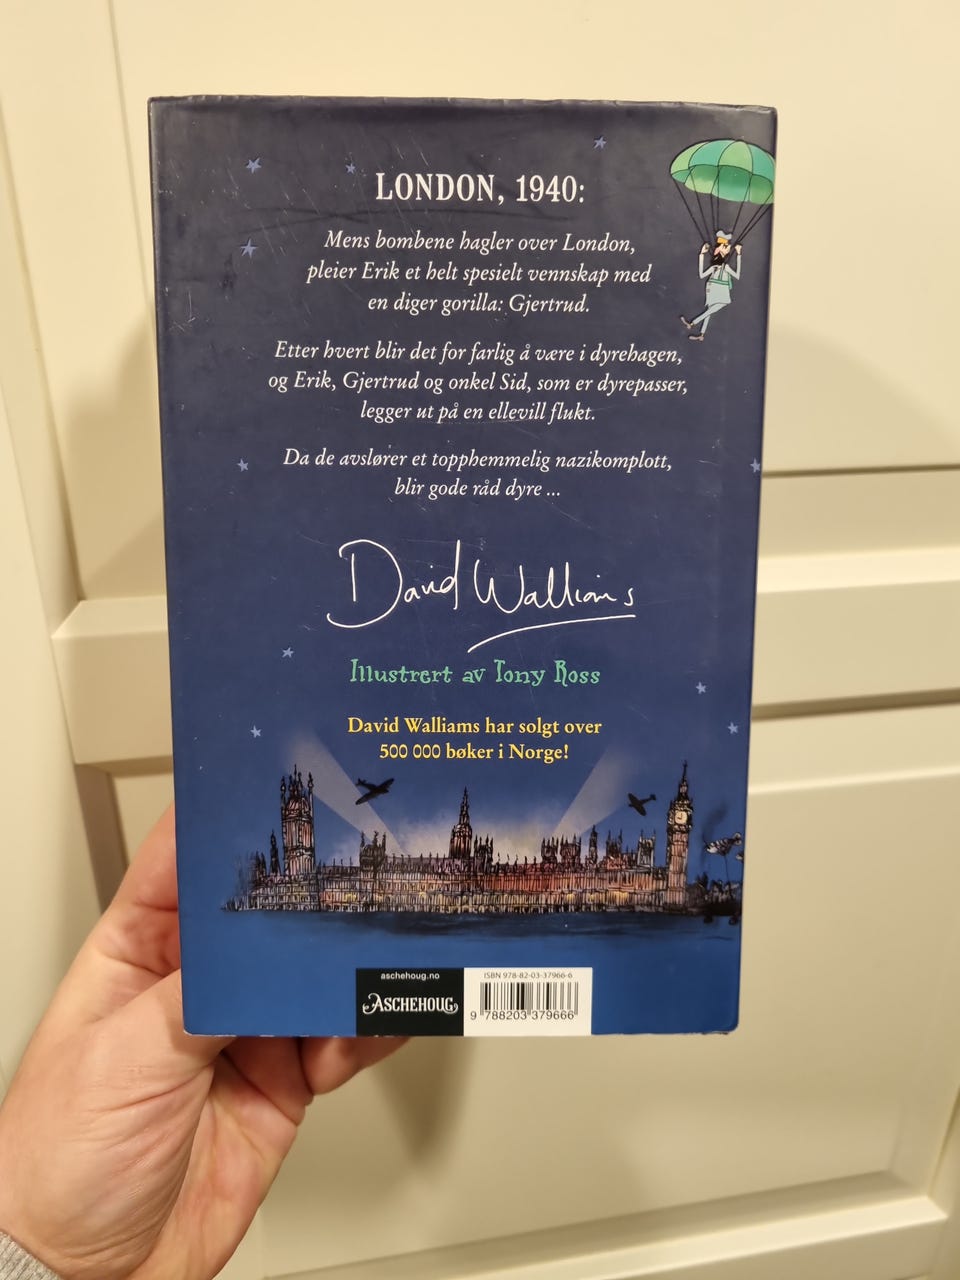 LONDON, 1940:
Mens bombene hagler over London,
pleier Erik et helt spesielt vennskap med
en diger gorilla: Gjertrud.
Etter hvert blir det for farlig å være i dyrehagen,
og Erik, Gjertrud og onkel Sid, som er dyrepasser,
legger ut på en ellevill flukt.
Da de avslører et topphemmelig nazikomplott,
blir gode råd dyre ...
David Walliams
Illustrert av Tony Ross
David Walliams har solgt over
500 000 bøker i Norge!
aschehoug.no
ASCHEHOUG
ISBN 978-82-03-37966-6
9 788203 379666